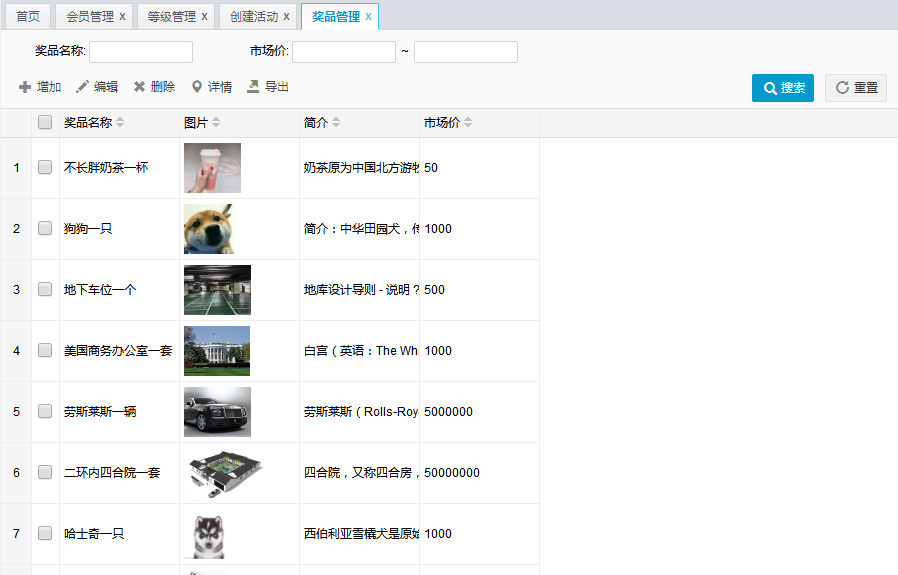 首页 会员管理 x 等级管理 x 创建活动 x 奖品管理 x
奖品名称: 市场价: ~
增加 编辑 删除 详情 导出 搜索 重置
奖品名称 图片 简介 市场价
1 不长胖奶茶一杯 奶茶原为中国北方游牧 50
2 狗狗一只 简介：中华田园犬，传 1000
3 地下车位一个 地库设计导则 - 说明？ 500
4 美国商务办公室一套 白宫（英语：The Whi 1000
5 劳斯莱斯一辆 劳斯莱斯（Rolls-Roy 5000000
6 二环内四合院一套 四合院，又称四合房， 50000000
7 哈士奇一只 西伯利亚雪橇犬是原始 1000